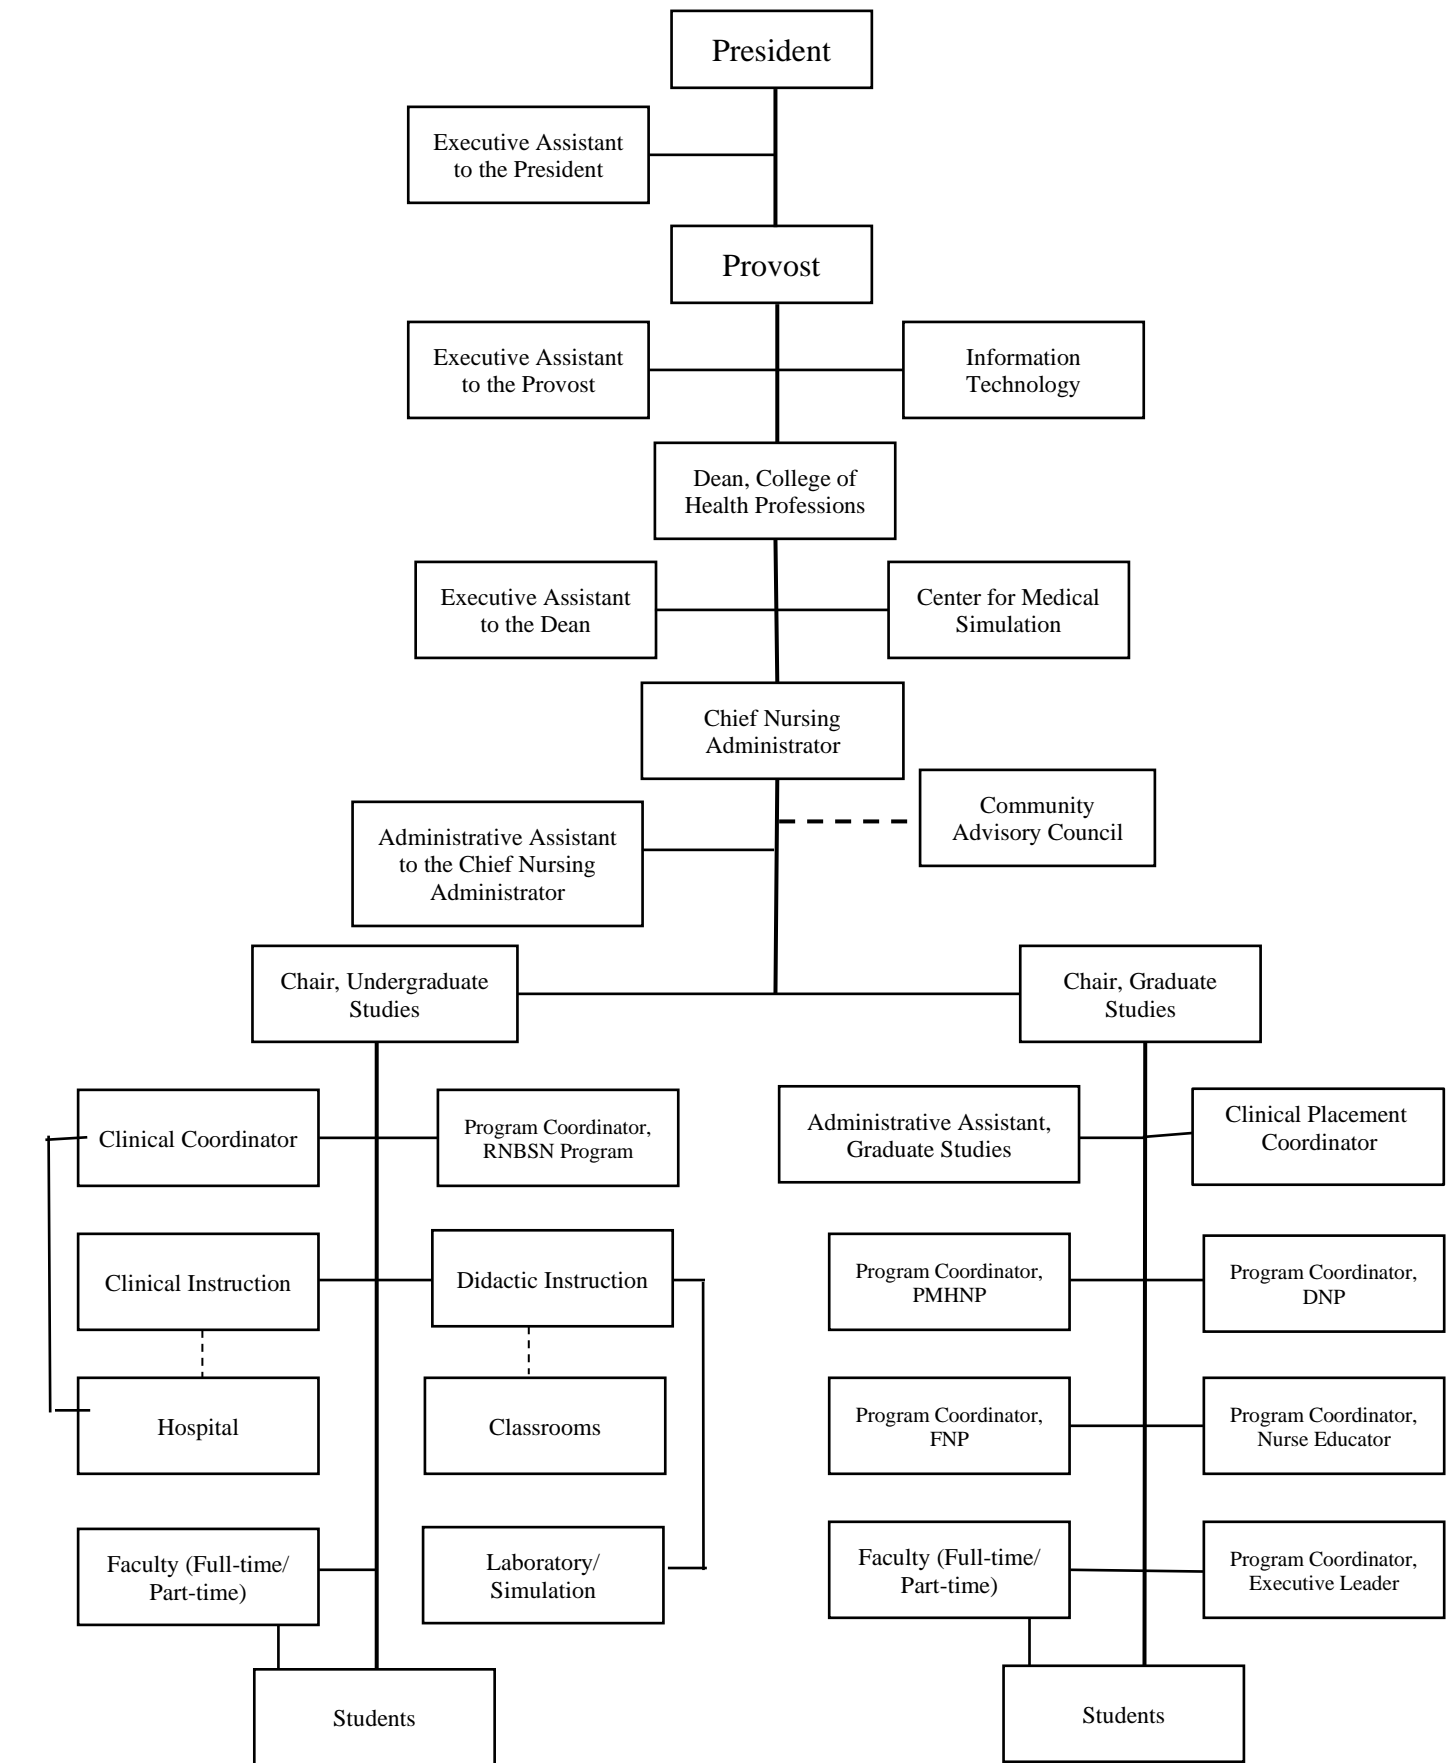 President
Executive Assistant
to the President
Provost
Executive Assistant
to the Provost
Information
Technology
Dean, College of
Health Professions
Executive Assistant
to the Dean
Center for Medical
Simulation
Chief Nursing
Administrator
Community
Advisory Council
Administrative Assistant
to the Chief Nursing
Administrator
Chair, Undergraduate
Studies
Chair, Graduate
Studies
Clinical Coordinator
Program Coordinator,
RNBSN Program
Administrative Assistant,
Graduate Studies
Clinical Placement
Coordinator
Clinical Instruction
Didactic Instruction
Program Coordinator,
PMHNP
Program Coordinator,
DNP
Hospital
Classrooms
Program Coordinator,
FNP
Program Coordinator,
Nurse Educator
Faculty (Full-time/
Part-time)
Laboratory/
Simulation
Faculty (Full-time/
Part-time)
Program Coordinator,
Executive Leader
Students
Students